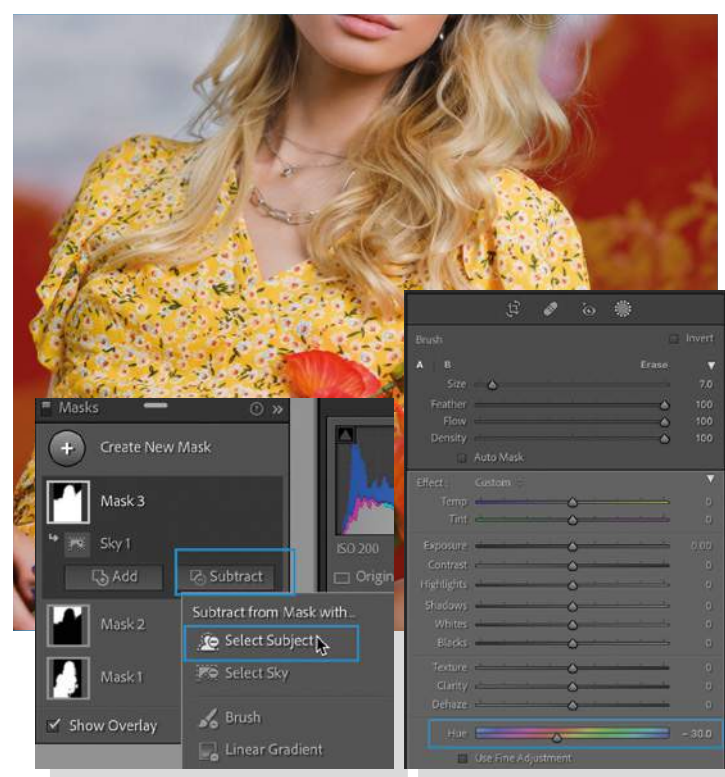 Brush
Invert
A B Erase
Size 7.0
Feather 100
Flow 100
Density 100
Auto Mask
Effect: Custom
Temp 0
Tint 0
Exposure 0.00
Contrast 0
Highlights 0
Shadows 0
Whites 0
Blacks 0
Texture 0
Clarity 0
Dehaze 0
Hue - 30.0
Use Fine Adjustment
Masks
Create New Mask
Mask 3
Sky 1
Add Subtract
Mask 2
Mask 1
Show Overlay
Subtract from Mask with...
Select Subject
Select Sky
Brush
Linear Gradient
ISO 200
Origin